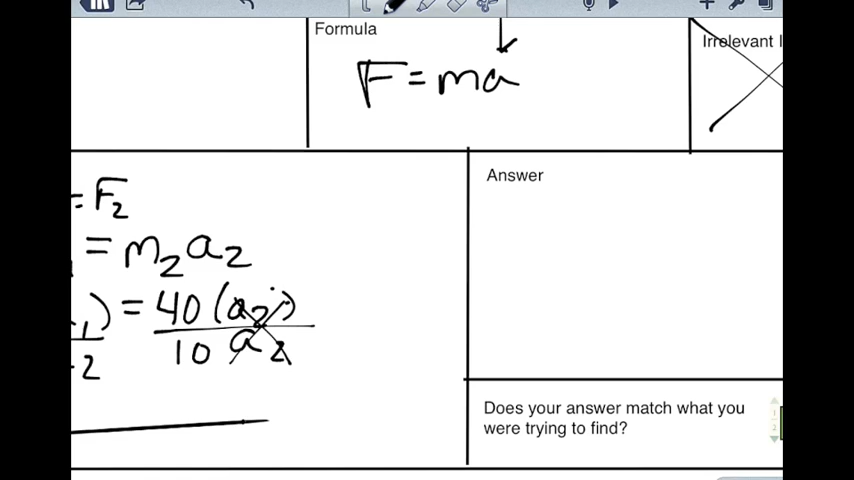 Formula
F = ma
Irrelevant I
= F₂
= m₂a₂
₁) = 40 (a₂)
2 10 a₂
Answer
Does your answer match what you
were trying to find?